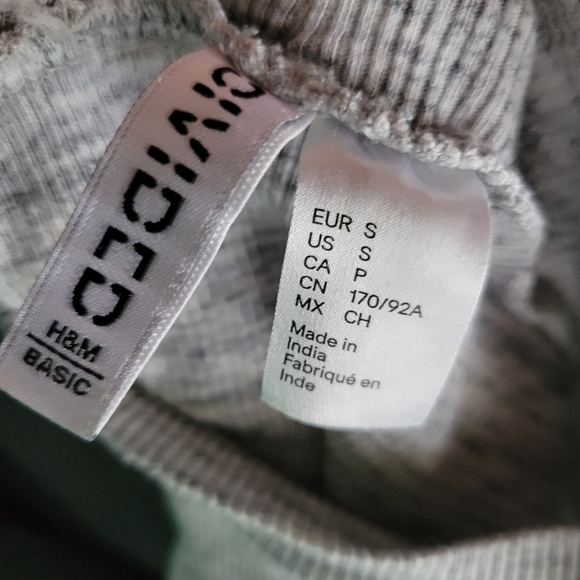 DIVIDED
H&M
BASIC
EUR S
US S
CA P
CN 170/92A
MX CH
Made in
India
Fabriqué en
Inde